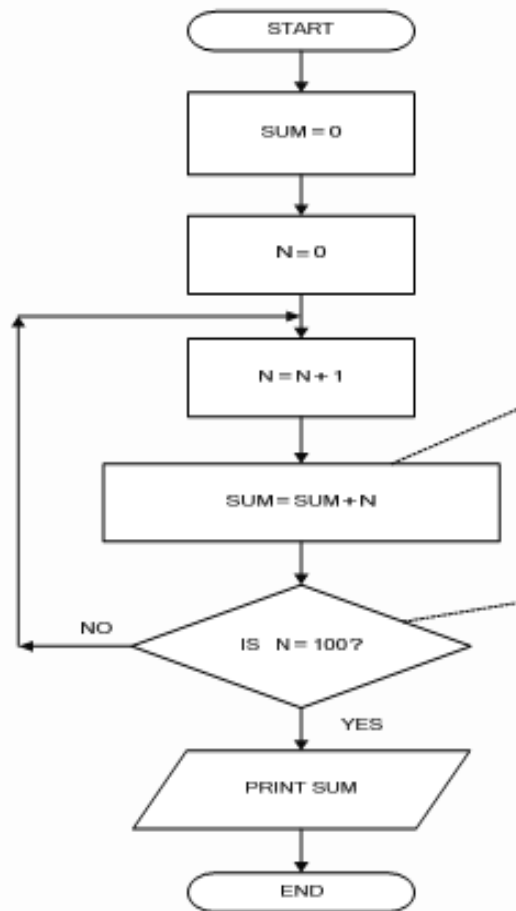 START
SUM = 0
N = 0
N = N + 1
SUM = SUM + N
IS N = 100?
NO
YES
PRINT SUM
END